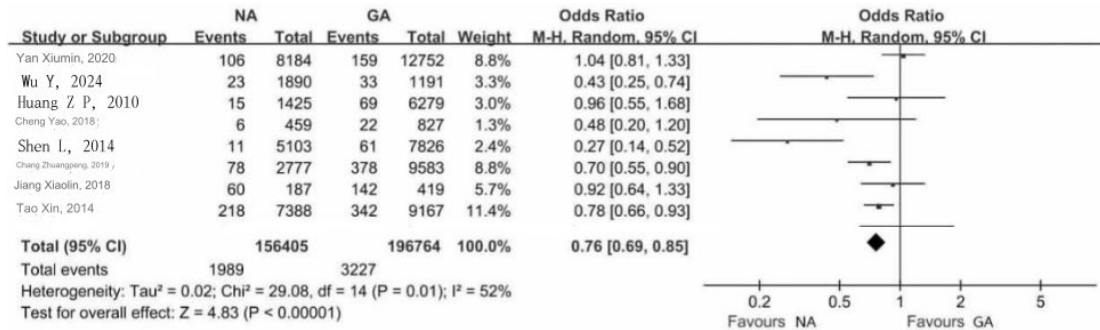 NA GA Odds Ratio Odds Ratio
Study or Subgroup Events Total Events Total Weight M-H. Random. 95% CI M-H. Random. 95% CI
Yan Xiumin, 2020 106 8184 159 12752 8.8% 1.04 [0.81, 1.33]
Wu Y, 2024 23 1890 33 1191 5.0% 0.43 [0.25, 0.74]
Huang Z P, 2010 15 1425 69 6279 3.0% 0.96 [0.55, 1.68]
Cheng Yao, 2018 6 459 22 827 1.3% 0.48 [0.20, 1.20]
Shen L, 2014 11 5103 61 7826 2.4% 0.27 [0.14, 0.52]
Chang Zhuangpeng, 2019 78 2777 378 9583 8.8% 0.70 [0.55, 0.90]
Jiang Xiaolin, 2018 60 187 142 419 5.7% 0.92 [0.64, 1.33]
Tao Xin, 2014 218 7388 342 9167 11.4% 0.78 [0.66, 0.93]
Total (95% CI) 156405 196764 100.0% 0.76 [0.69, 0.85]
Total events 1989 3227
Heterogeneity: Tau² = 0.02; Chi² = 29.08, df = 14 (P = 0.01); I² = 52%
Test for overall effect: Z = 4.83 (P < 0.00001)
0.2 0.5 1 2 5
Favours NA Favours GA